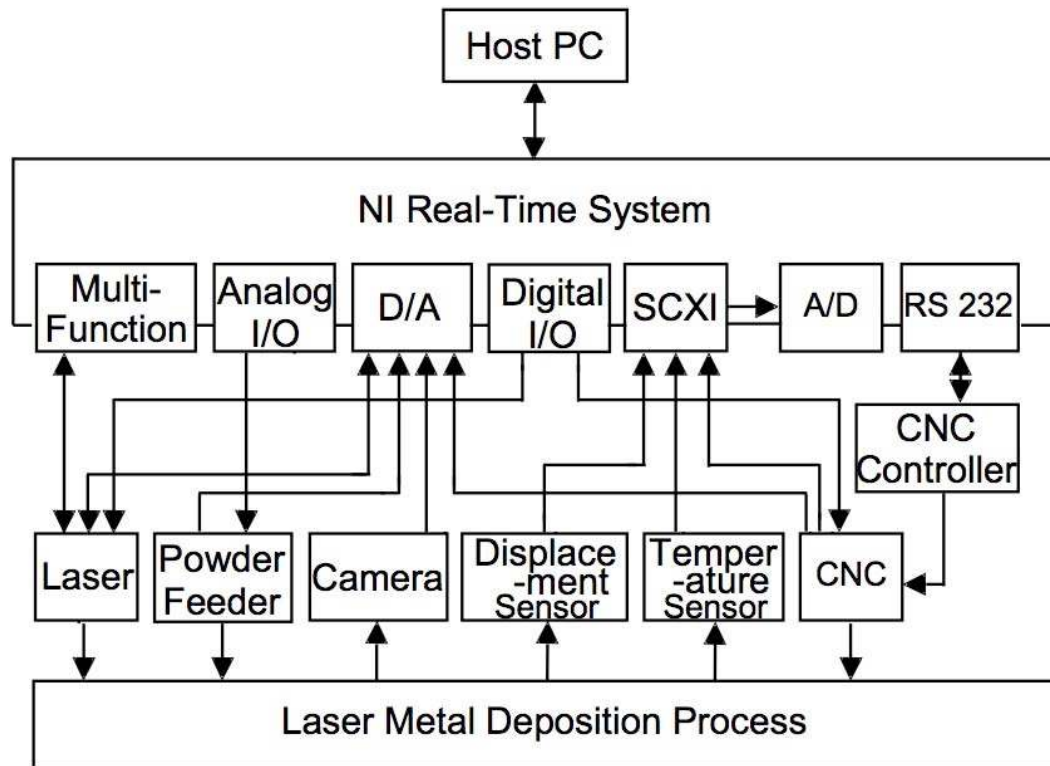 Host PC
NI Real-Time System
Multi-
Function
Analog
I/O
D/A
Digital
I/O
SCXI
A/D
RS 232
CNC
Controller
Laser
Powder
Feeder
Camera
Displace
-ment
Sensor
Temper
-ature
Sensor
CNC
Laser Metal Deposition Process